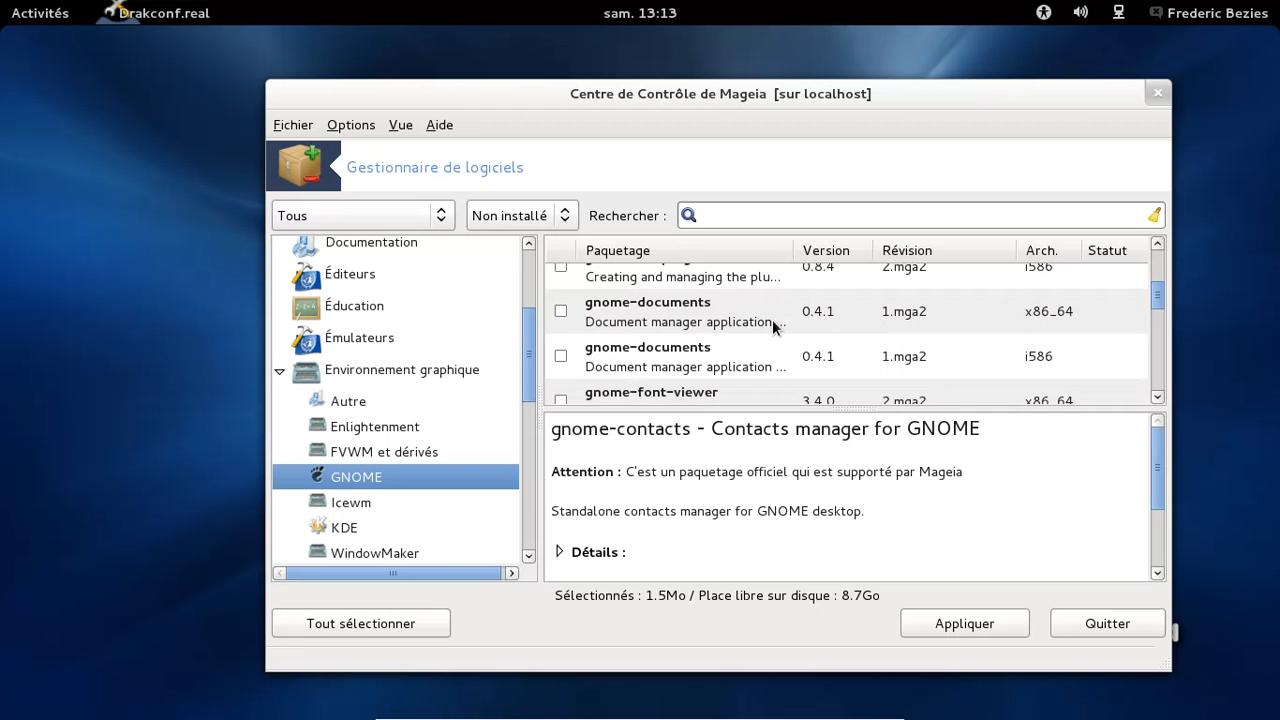 Activités Drakconf.real sam. 13:13 Frederic Bezies
Centre de Contrôle de Mageia [sur localhost]
Fichier Options Vue Aide
Gestionnaire de logiciels
Tous Non installé Rechercher :
Documentation
Éditeurs
Éducation
Émulateurs
Environnement graphique
Autre
Enlightenment
FVWM et dérivés
GNOME
Icewm
KDE
WindowMaker
Paquetage Version Révision Arch. Statut
0.8.4 2.mga2 i586
Creating and managing the plu...
gnome-documents
Document manager application ... 0.4.1 1.mga2 x86_64
gnome-documents
Document manager application ... 0.4.1 1.mga2 i586
gnome-font-viewer
3.4.0 2.mga2 x86_64
gnome-contacts - Contacts manager for GNOME
Attention : C'est un paquetage officiel qui est supporté par Mageia
Standalone contacts manager for GNOME desktop.
Détails :
Sélectionnés : 1.5Mo / Place libre sur disque : 8.7Go
Tout sélectionner Appliquer Quitter